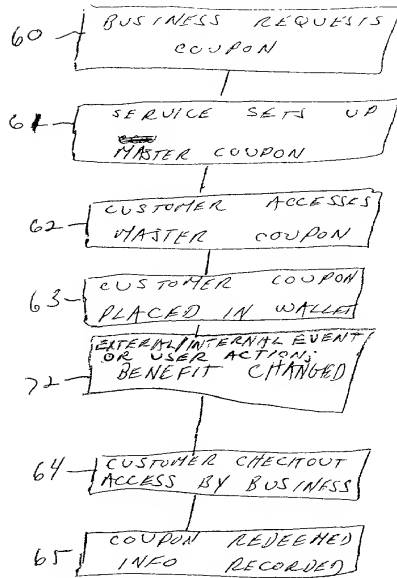 60
BUSINESS REQUESTS
COUPON
61
SERVICE SETS UP
MASTER COUPON
62
CUSTOMER ACCESSES
MASTER COUPON
63
CUSTOMER COUPON
PLACED IN WALLET
72
EXTERNAL/INTERNAL EVENT
OR USER ACTION;
BENEFIT CHANGED
64
CUSTOMER CHECKOUT
ACCESS BY BUSINESS
65
COUPON REDEEMED
INFO RECORDED